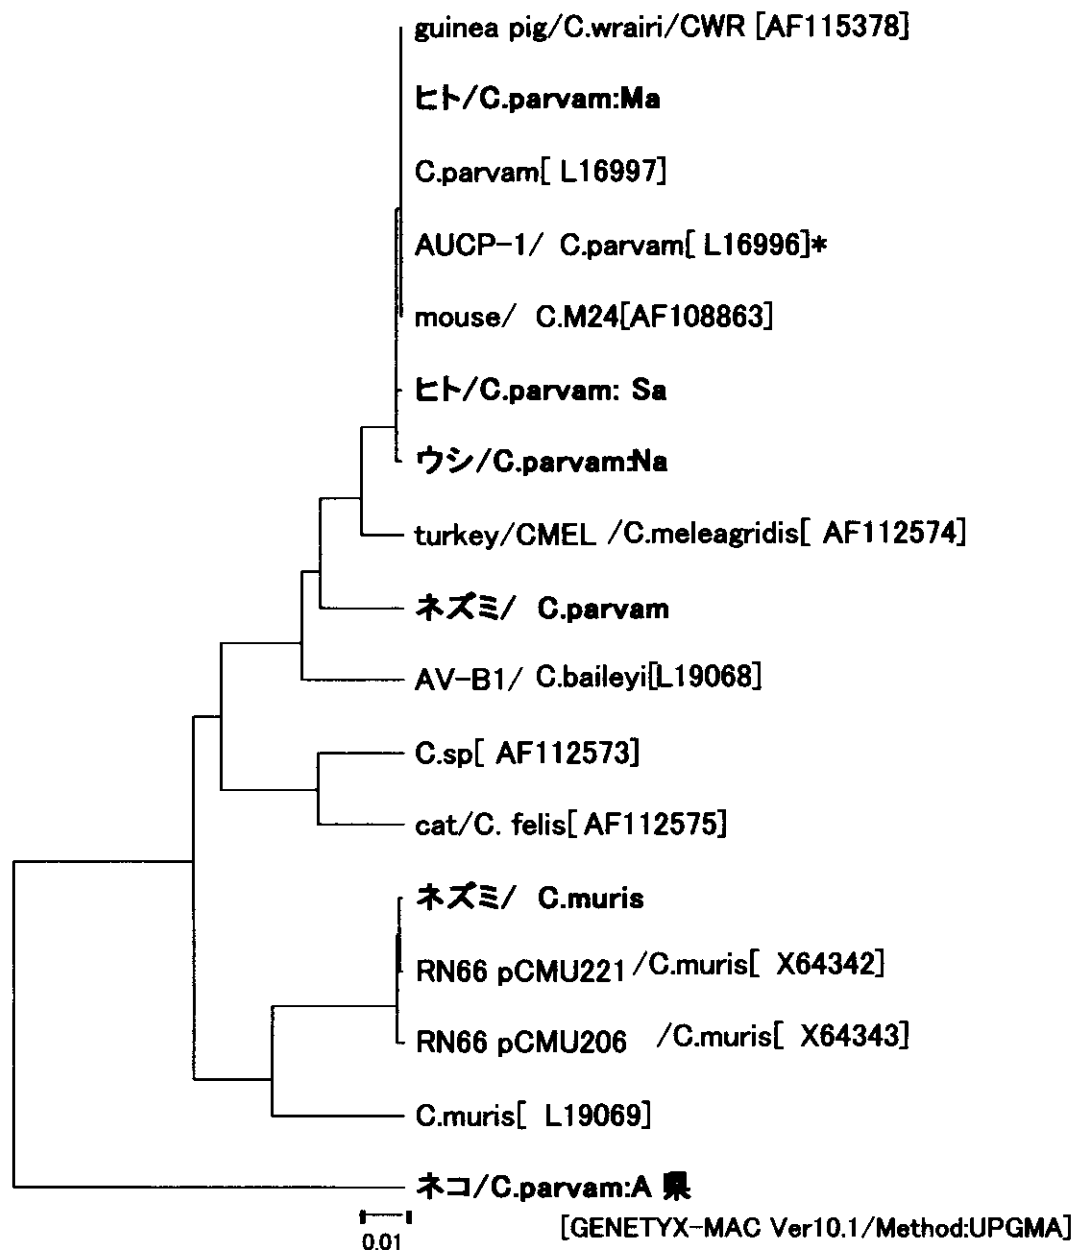 guinea pig/C.wrairi/CWR [AF115378]
ヒト/C.parvam:Ma
C.parvam[ L16997]
AUCP-1/ C.parvam[ L16996]*
mouse/ C.M24[AF108863]
ヒト/C.parvam: Sa
ウシ/C.parvam:Na
turkey/CMEL /C.meleagridis[ AF112574]
ネズミ/ C.parvam
AV-B1/ C.baileyi[L19068]
C.sp[ AF112573]
cat/C. felis[ AF112575]
ネズミ/ C.muris
RN66 pCMU221 /C.muris[ X64342]
RN66 pCMU206 /C.muris[ X64343]
C.muris[ L19069]
ネコ/C.parvam:A 県
0.01
[GENETYX-MAC Ver10.1/Method:UPGMA]